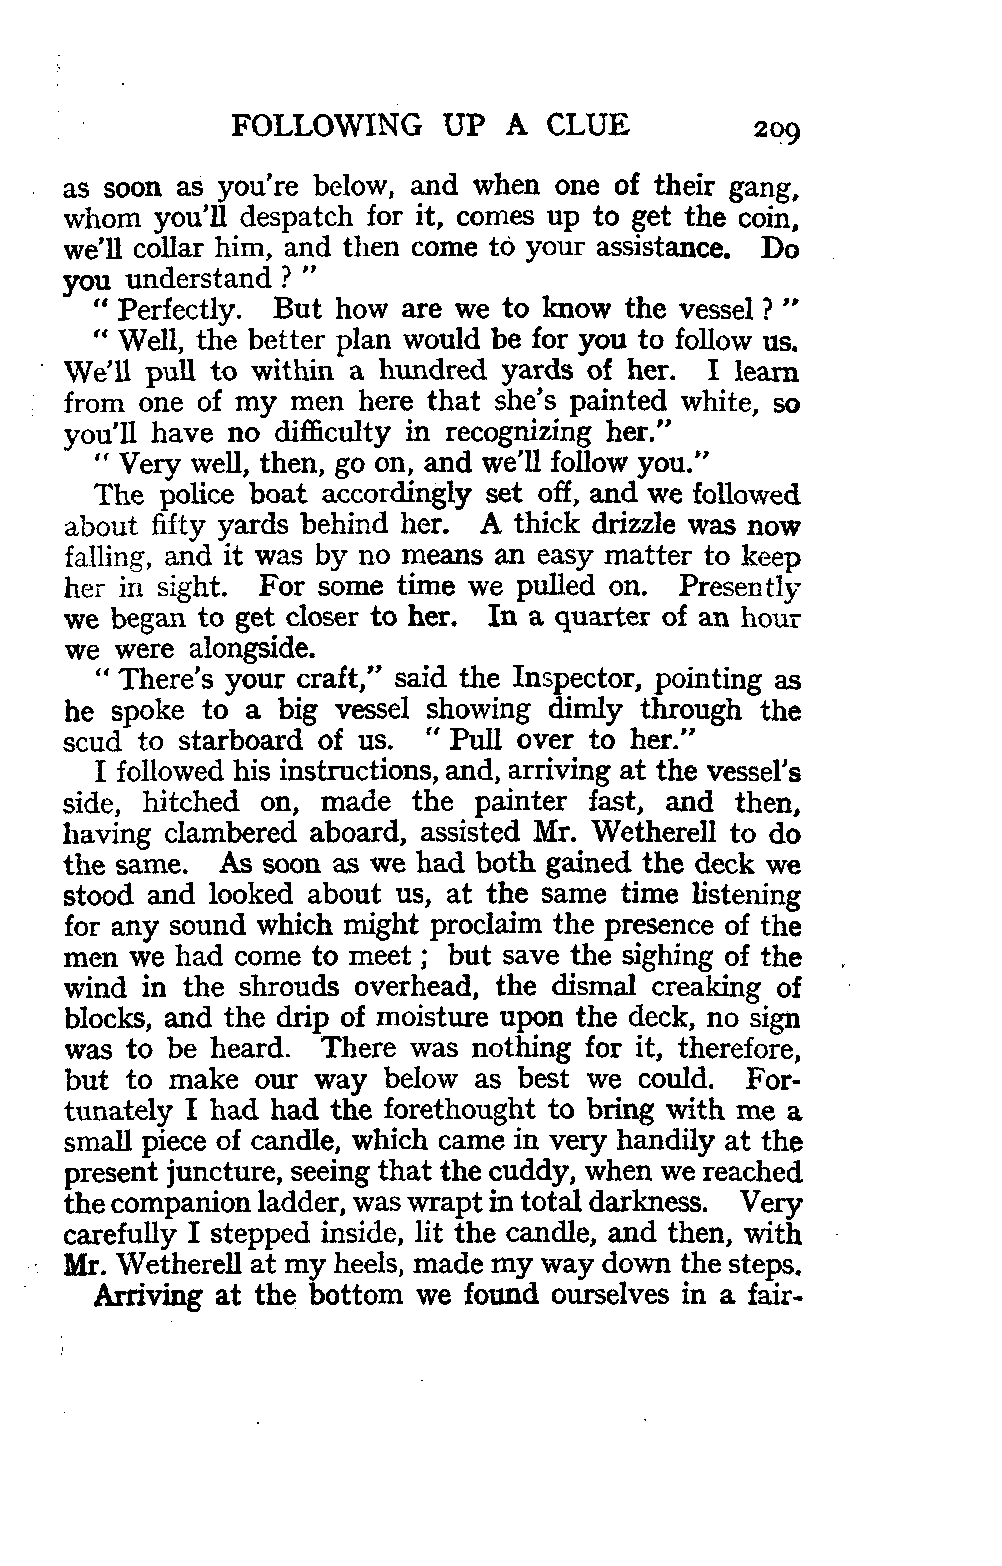 FOLLOWING UP A CLUE 209
as soon as you're below, and when one of their gang,
whom you'll despatch for it, comes up to get the coin,
we'll collar him, and then come to your assistance. Do
you understand ? "
" Perfectly. But how are we to know the vessel ? "
" Well, the better plan would be for you to follow us.
We'll pull to within a hundred yards of her. I learn
from one of my men here that she's painted white, so
you'll have no difficulty in recognizing her."
" Very well, then, go on, and we'll follow you."
The police boat accordingly set off, and we followed
about fifty yards behind her. A thick drizzle was now
falling, and it was by no means an easy matter to keep
her in sight. For some time we pulled on. Presently
we began to get closer to her. In a quarter of an hour
we were alongside.
" There's your craft," said the Inspector, pointing as
he spoke to a big vessel showing dimly through the
scud to starboard of us. " Pull over to her."
I followed his instructions, and, arriving at the vessel's
side, hitched on, made the painter fast, and then,
having clambered aboard, assisted Mr. Wetherell to do
the same. As soon as we had both gained the deck we
stood and looked about us, at the same time listening
for any sound which might proclaim the presence of the
men we had come to meet ; but save the sighing of the
wind in the shrouds overhead, the dismal creaking of
blocks, and the drip of moisture upon the deck, no sign
was to be heard. There was nothing for it, therefore,
but to make our way below as best we could. For-
tunately I had had the forethought to bring with me a
small piece of candle, which came in very handily at the
present juncture, seeing that the cuddy, when we reached
the companion ladder, was wrapt in total darkness. Very
carefully I stepped inside, lit the candle, and then, with
Mr. Wetherell at my heels, made my way down the steps.
Arriving at the bottom we found ourselves in a fair-